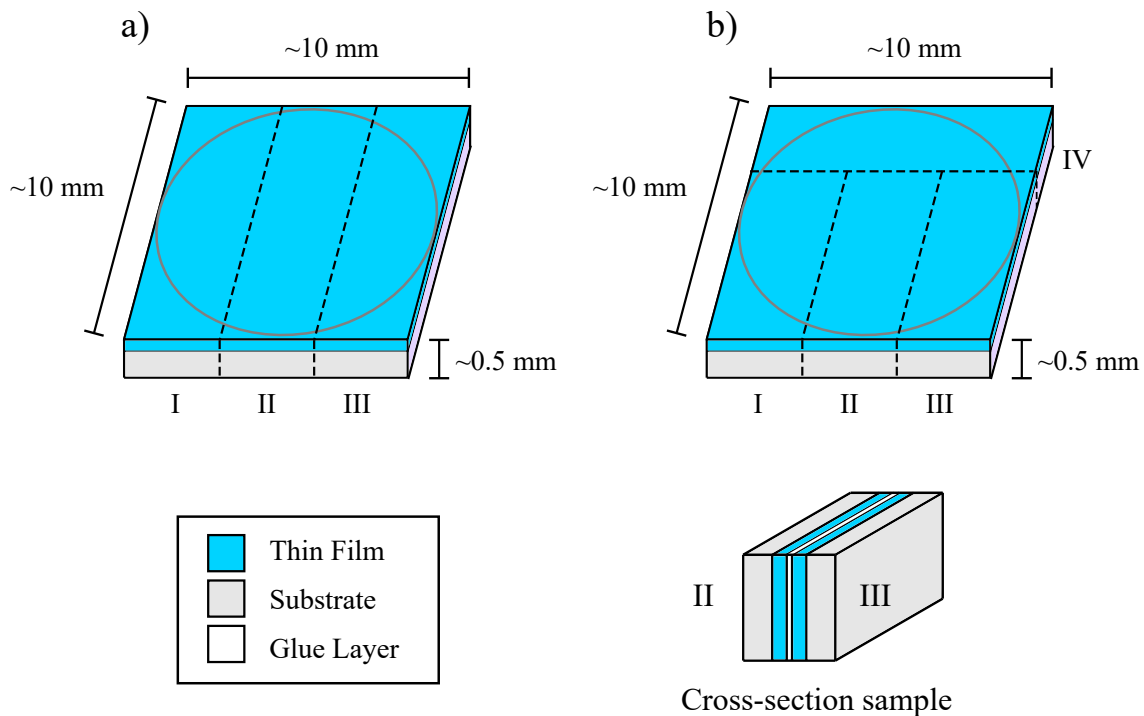 a)
~10 mm
~10 mm
~0.5 mm
I
II
III
b)
~10 mm
~10 mm
IV
~0.5 mm
I
II
III
Thin Film
Substrate
Glue Layer
II
III
Cross-section sample